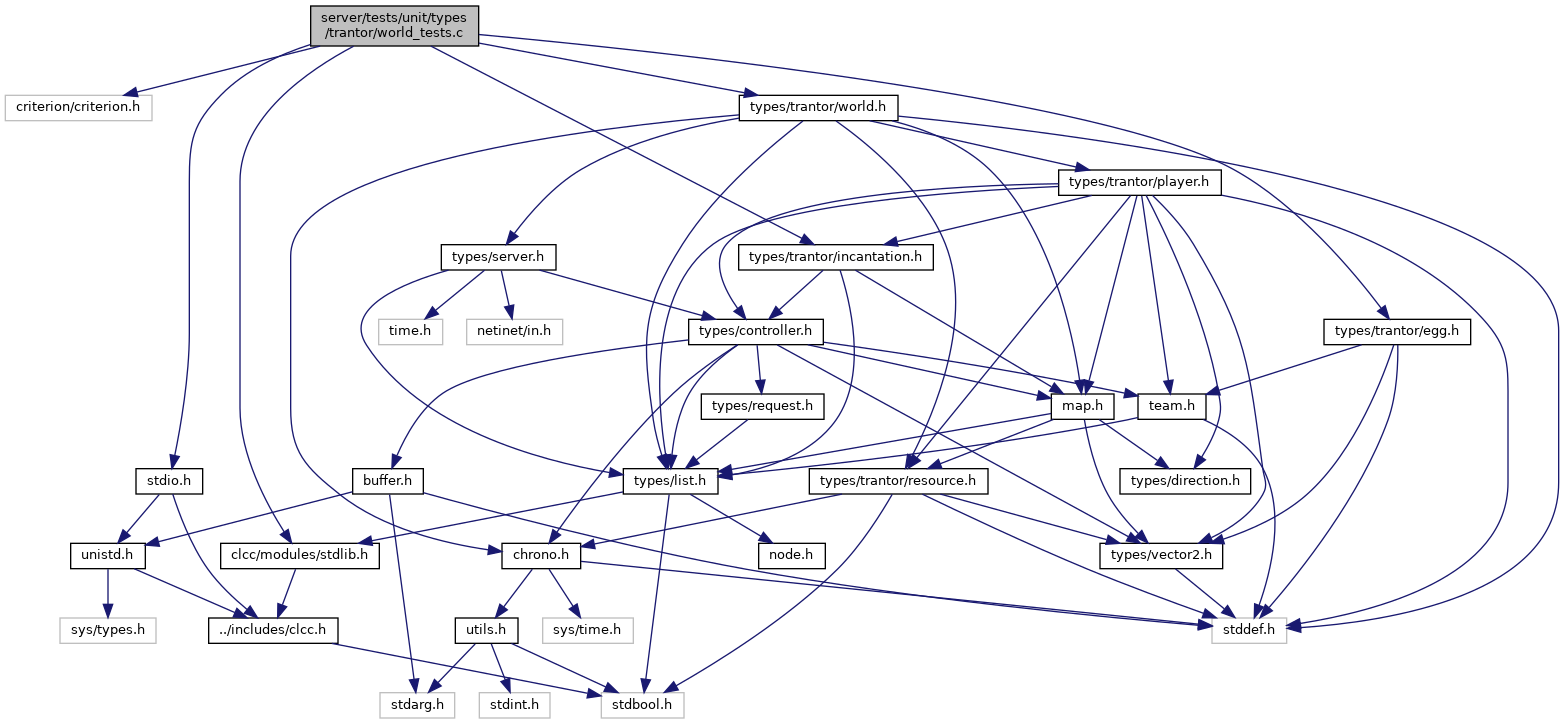 server/tests/unit/types
/trantor/world_tests.c
criterion/criterion.h
types/trantor/world.h
types/trantor/player.h
types/server.h
types/trantor/incantation.h
time.h
netinet/in.h
types/controller.h
types/trantor/egg.h
types/request.h
map.h
team.h
stdio.h
buffer.h
types/list.h
types/trantor/resource.h
types/direction.h
unistd.h
clcc/modules/stdlib.h
chrono.h
node.h
types/vector2.h
sys/types.h
../includes/clcc.h
utils.h
sys/time.h
stddef.h
stdarg.h
stdint.h
stdbool.h